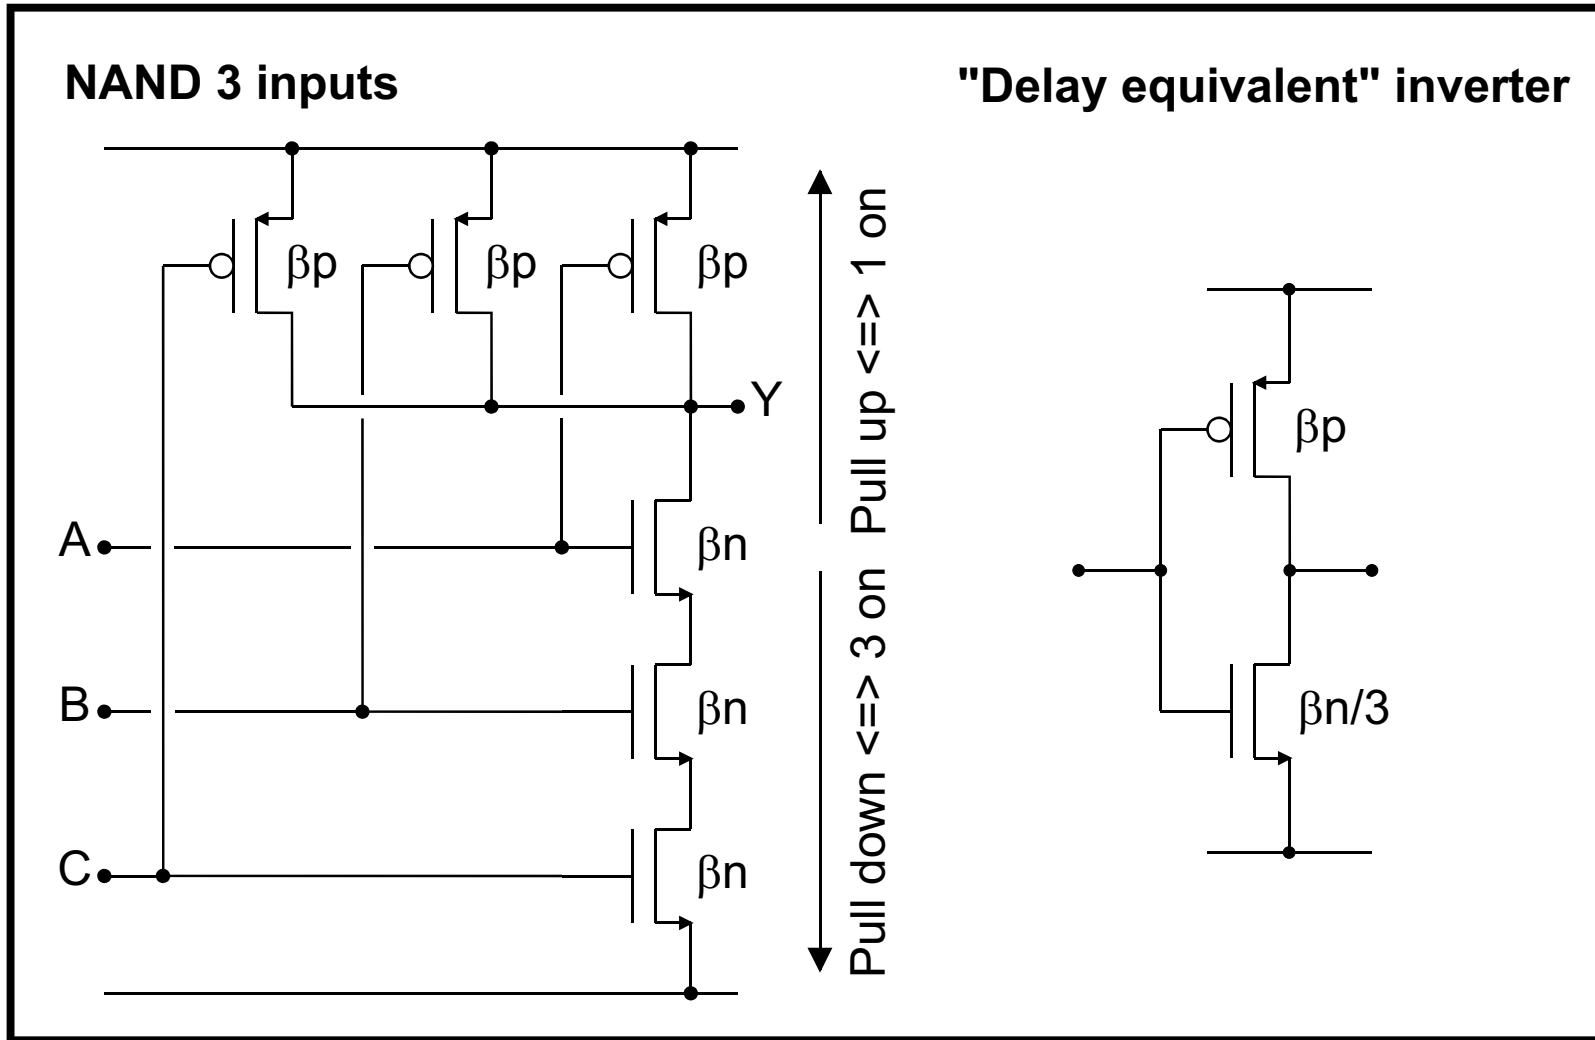 NAND 3 inputs
"Delay equivalent" inverter
βp
βp
βp
Y
A
βn
B
βn
C
βn
Pull up <=> 1 on
Pull down <=> 3 on
βp
βn/3